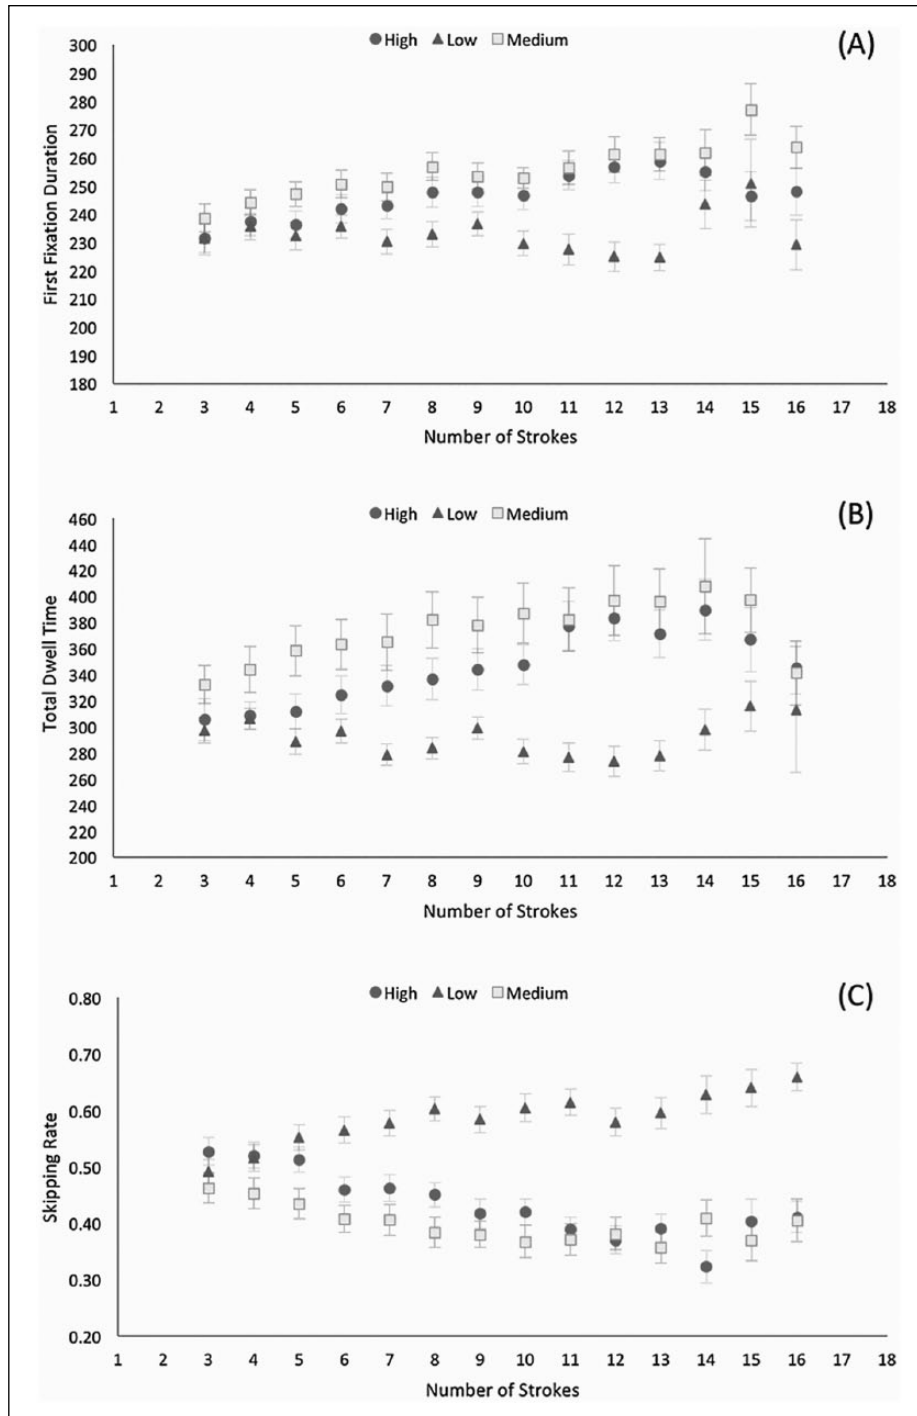 High Low Medium
(A)
300
290
280
270
260
250
240
230
220
210
200
190
180
First Fixation Duration
1 2 3 4 5 6 7 8 9 10 11 12 13 14 15 16 17 18
Number of Strokes
High Low Medium
(B)
460
440
420
400
380
360
340
320
300
280
260
240
220
200
Total Dwell Time
1 2 3 4 5 6 7 8 9 10 11 12 13 14 15 16 17 18
Number of Strokes
High Low Medium
(C)
0.80
0.70
0.60
0.50
0.40
0.30
0.20
Skipping Rate
1 2 3 4 5 6 7 8 9 10 11 12 13 14 15 16 17 18
Number of Strokes